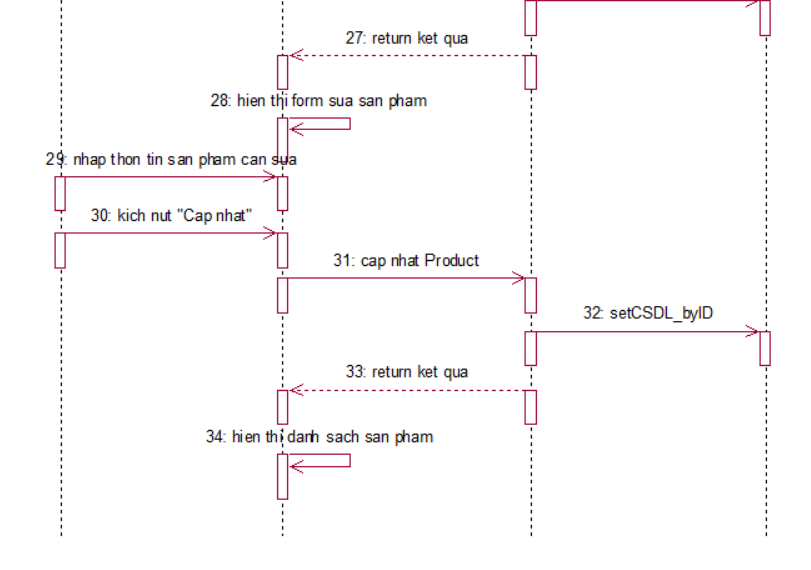 27: return ket qua
28: hien thi form sua san pham
29: nhap thon tin san pham can sua
30: kich nut "Cap nhat"
31: cap nhat Product
32: setCSDL_byID
33: return ket qua
34: hien thi danh sach san pham